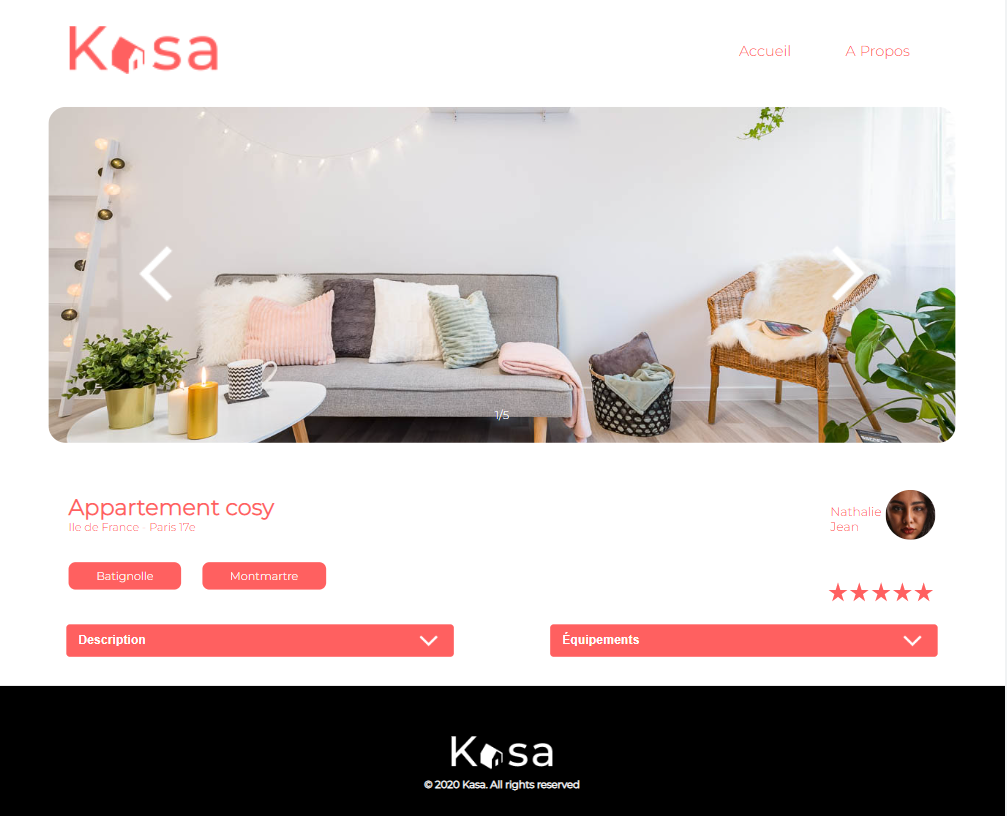 Kasa
Accueil
A Propos
1/5
Appartement cosy
Ile de France - Paris 17e
Nathalie
Jean
Batignolle
Montmartre
Description
Équipements
Kasa
© 2020 Kasa. All rights reserved